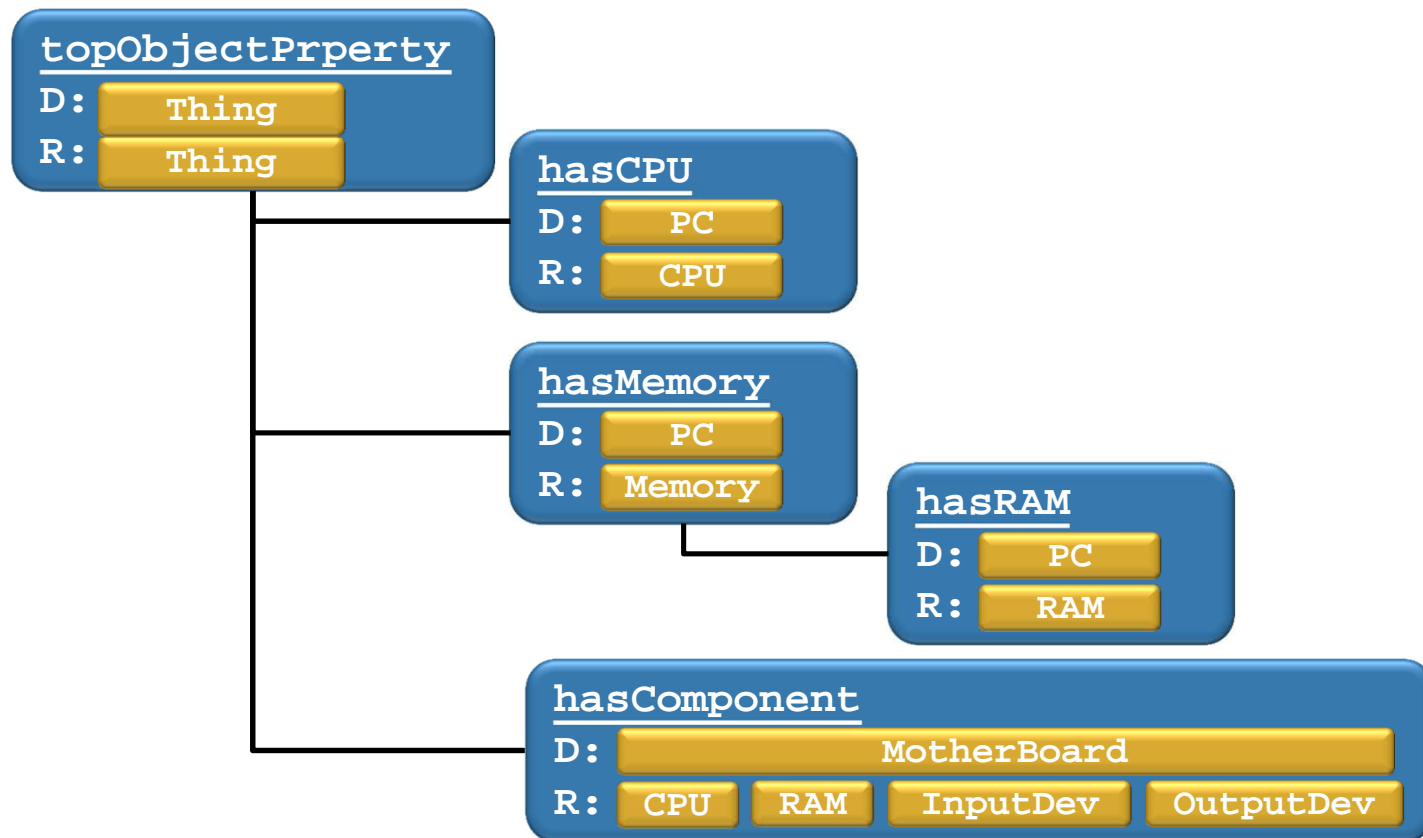 topObjectPrperty
D: Thing
R: Thing
hasCPU
D: PC
R: CPU
hasMemory
D: PC
R: Memory
hasRAM
D: PC
R: RAM
hasComponent
D: MotherBoard
R: CPU RAM InputDev OutputDev